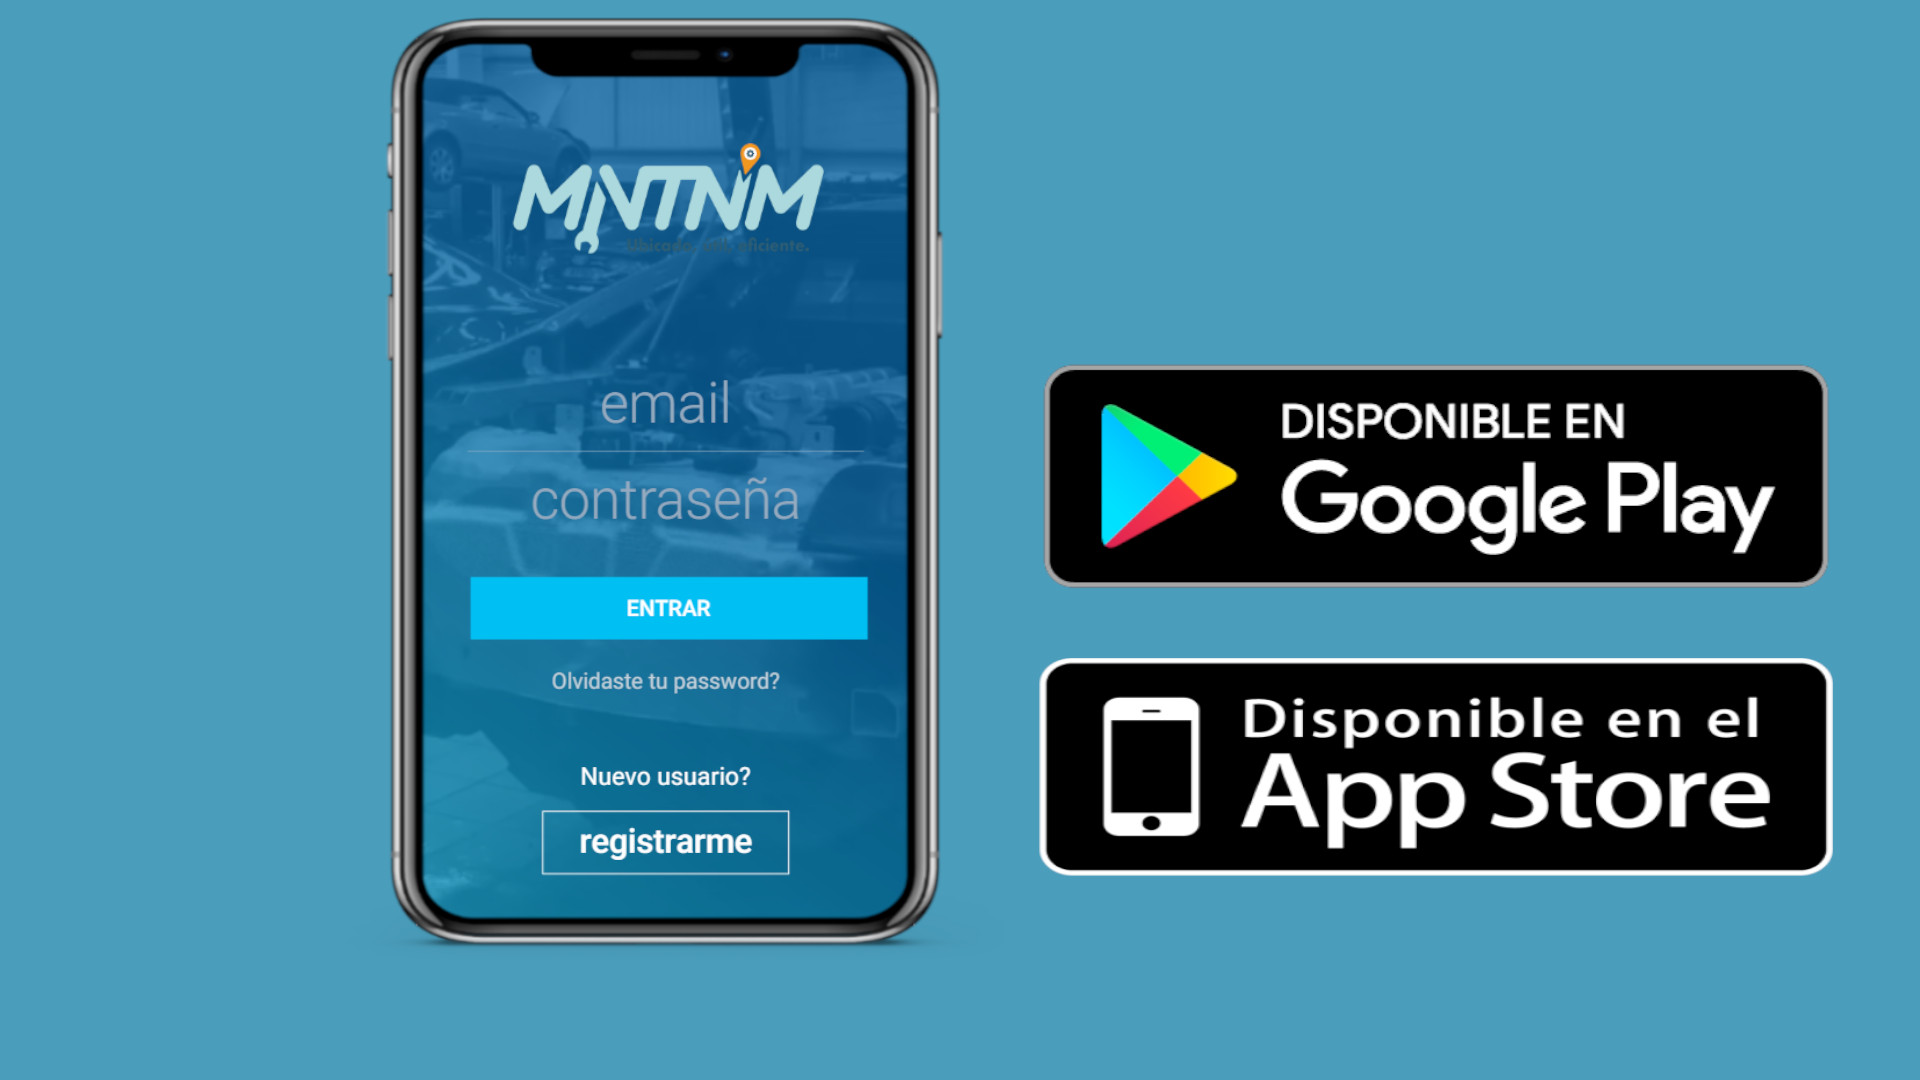 MNTNM
eficiente.
email
contraseña
ENTRAR
Olvidaste tu password?
Nuevo usuario?
registrarme
DISPONIBLE EN
Google Play
Disponible en el
App Store